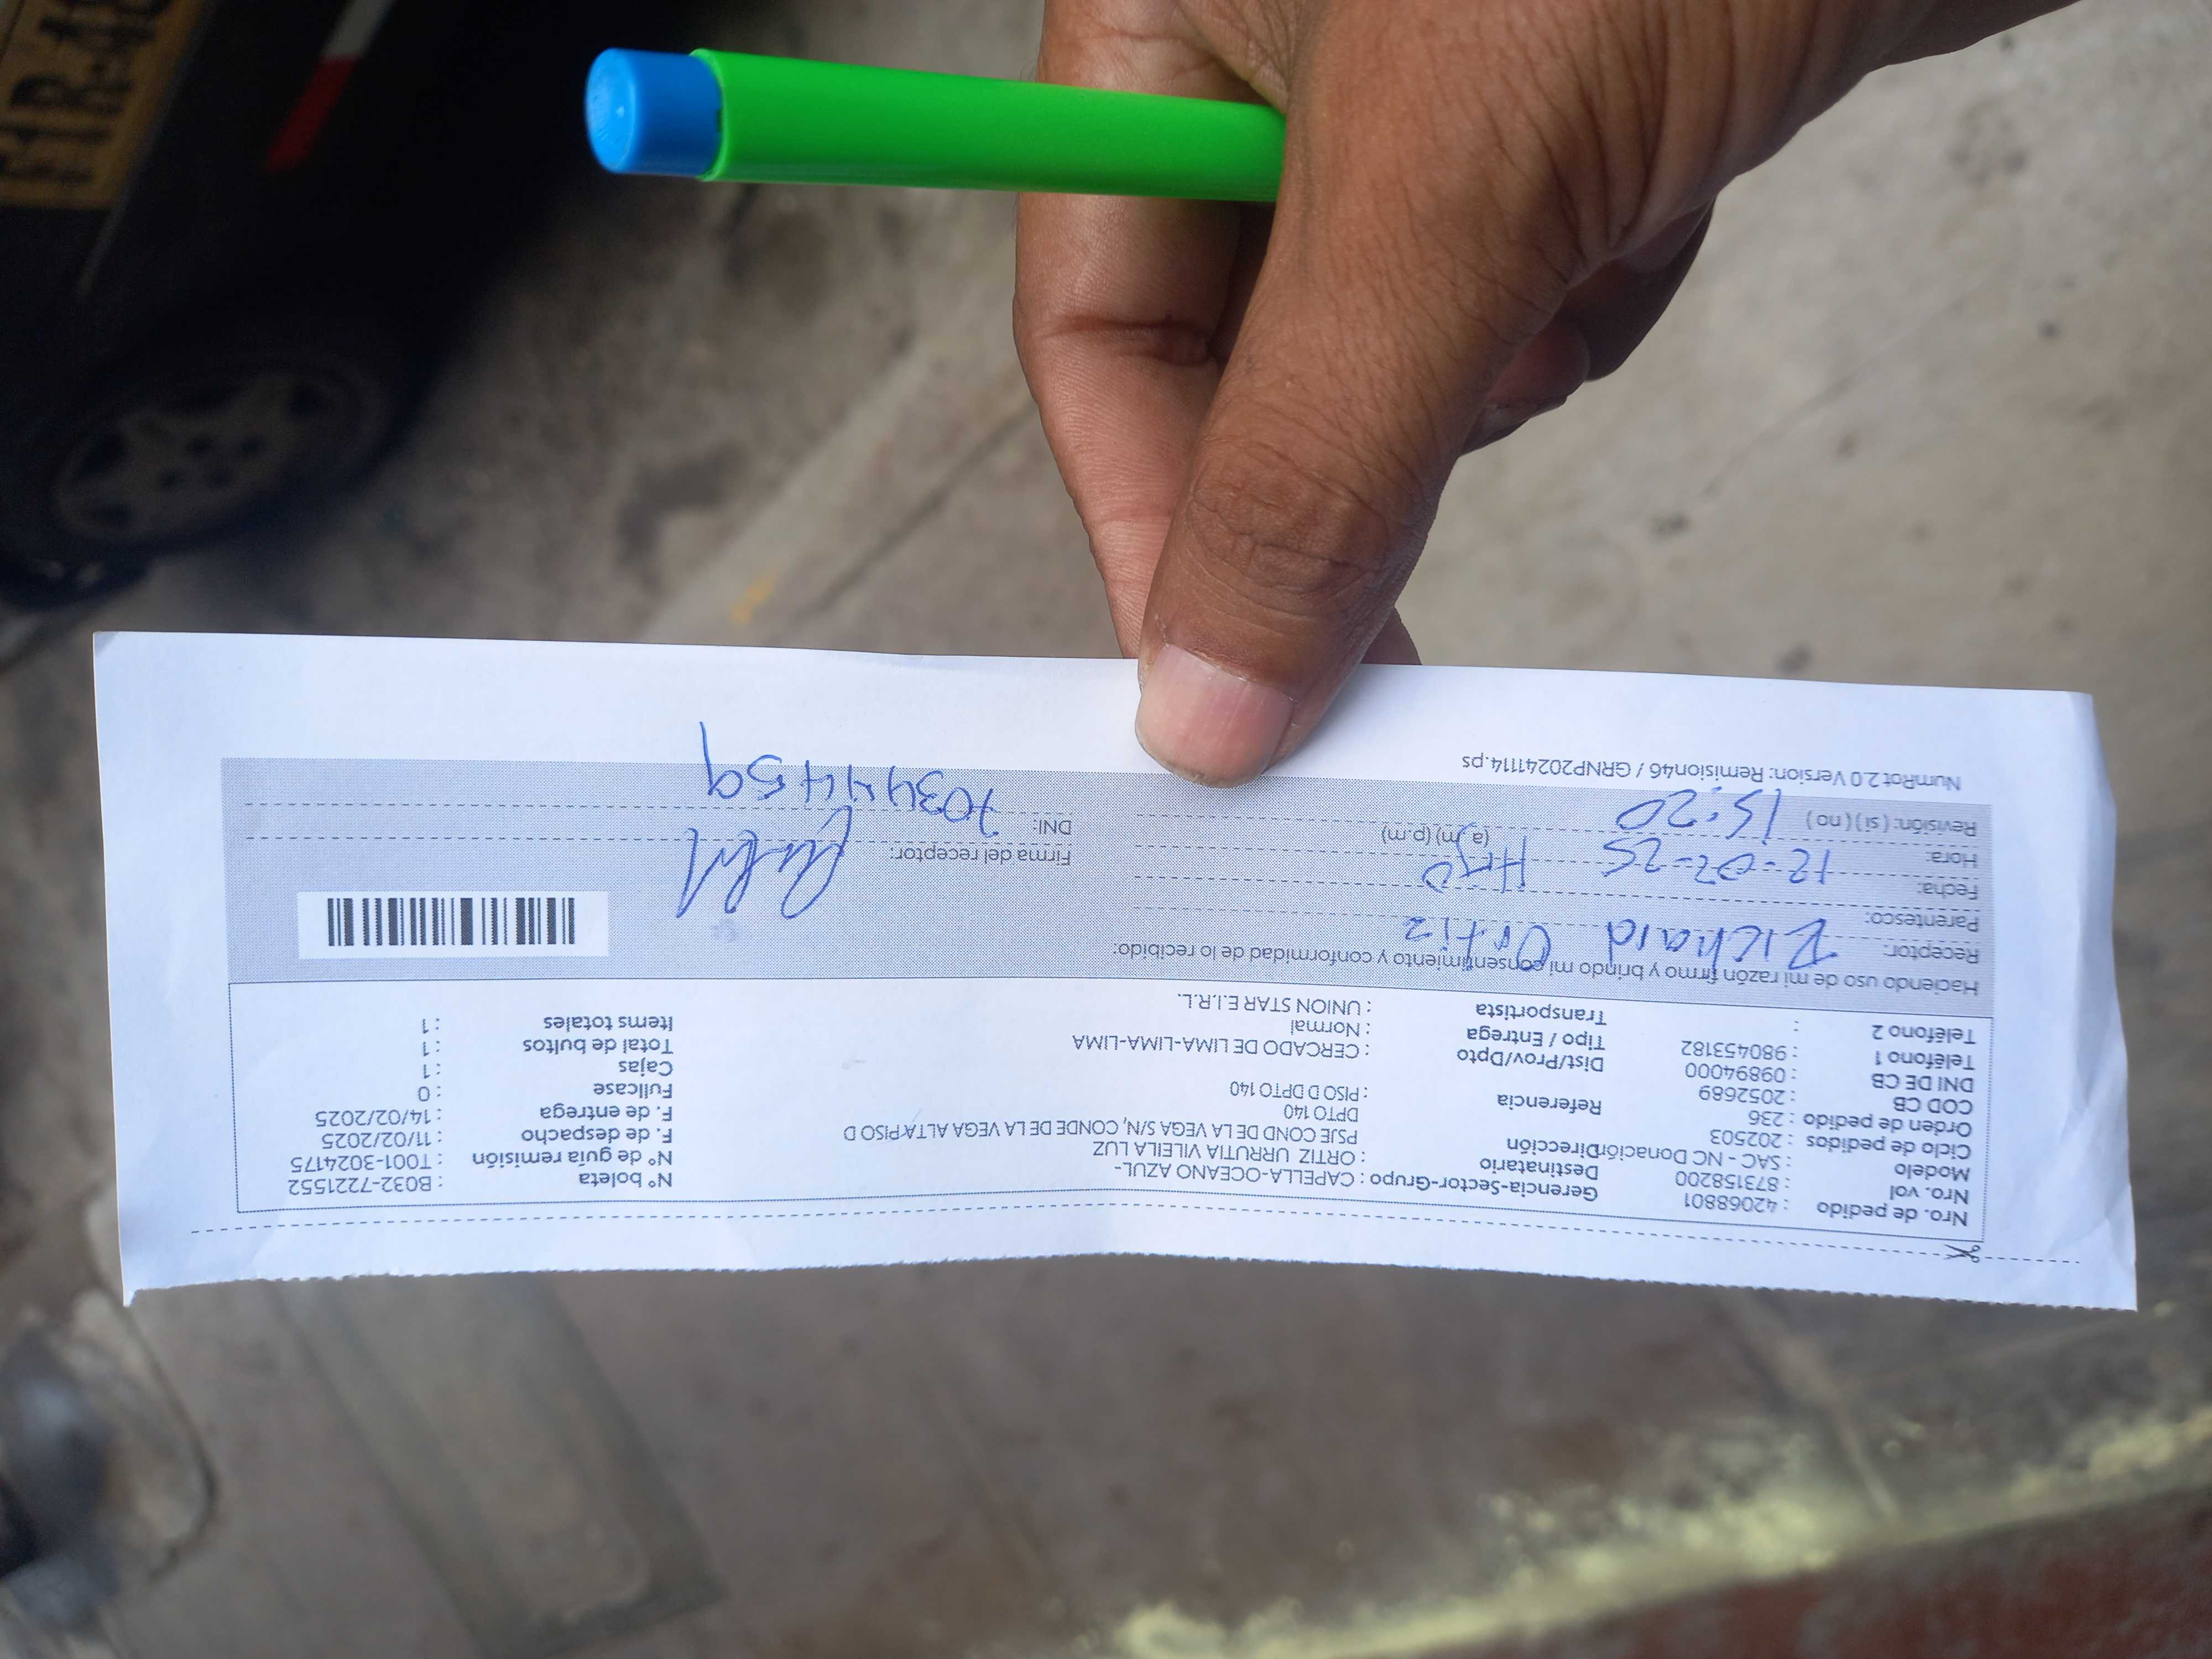 Nro. de pedido : 42068801 Gerencia-Sector-Grupo : CAPELLA-OCEANO AZUL- Nº boleta : B032-7221552
Nro. vol : 873158200 Destinatario : ORTIZ URRUTIA VILEILA LUZ Nº de guía remisión : T001-3024175
Modelo : SAC - NC Donación Dirección PSJE COND DE LA VEGA S/N, CONDE DE LA VEGA ALTA PISO D F. de despacho : 11/02/2025
Ciclo de pedidos : 202503 DPTO 140 F. de entrega : 14/02/2025
Orden de pedido : 236 Referencia : PISO D DPTO 140 Fullcase : 0
COD CB : 2052689 Cajas : 1
DNI DE CB : 09894000 Dist/Prov/Dpto : CERCADO DE LIMA-LIMA-LIMA Total de bultos : 1
Teléfono 1 : 980453182 Tipo / Entrega : Normal Items totales : 1
Teléfono 2 : Transportista : UNION STAR E.I.R.L.
Haciendo uso de mi razón firmo y brindo mi consentimiento y conformidad de lo recibido:
Receptor: Richard Ortiz
Parentesco: Hijo
Fecha: 12-02-25 Firma del receptor:
Hora: 15:20 (a.m) (p.m) DNI: 70344459
Revisión: ( si ) ( no )
NumRot 2.0 Version: Remision46 / GRNP20241114.ps